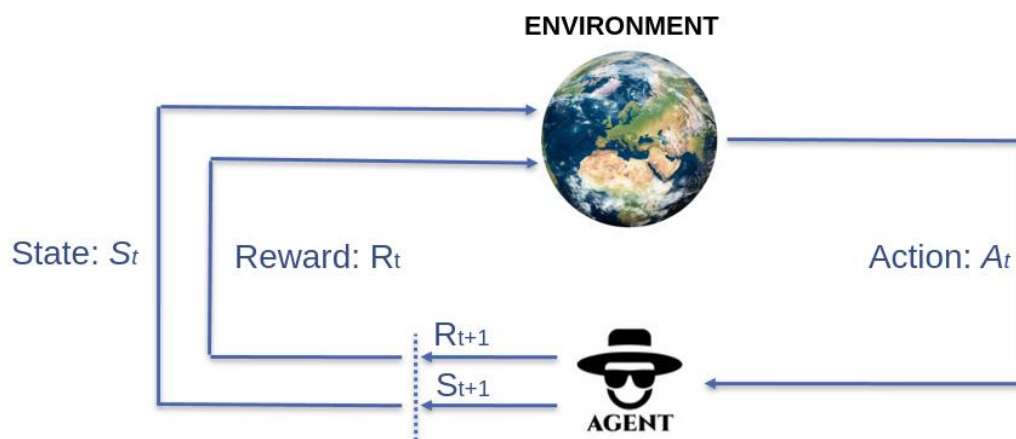 ENVIRONMENT
State: St
Reward: Rt
Action: At
Rt+1
St+1
AGENT